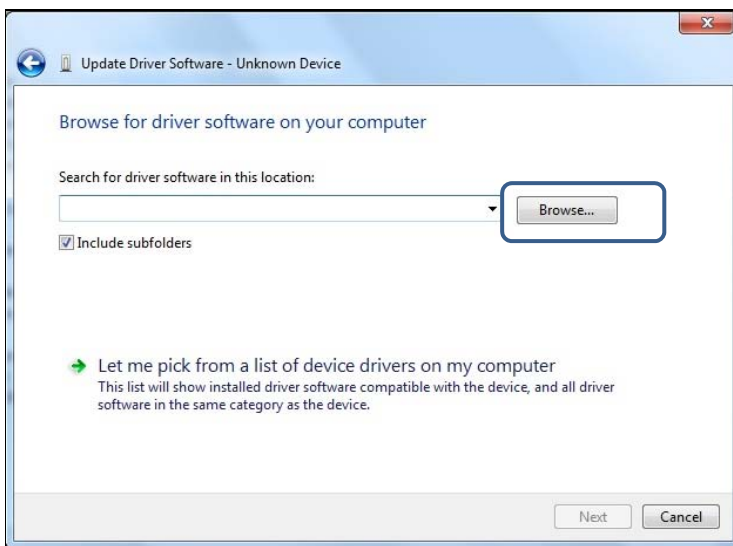 Update Driver Software - Unknown Device
Browse for driver software on your computer
Search for driver software in this location:
Browse...
Include subfolders
Let me pick from a list of device drivers on my computer
This list will show installed driver software compatible with the device, and all driver
software in the same category as the device.
Next Cancel